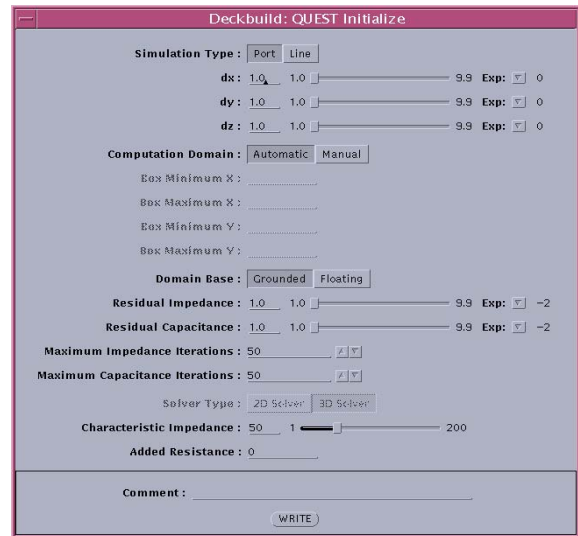 Deckbuild: QUEST Initialize
Simulation Type : Port Line
dx : 1.0 1.0 9.9 Exp: 0
dy : 1.0 1.0 9.9 Exp: 0
dz : 1.0 1.0 9.9 Exp: 0
Computation Domain : Automatic Manual
Box Minimum X :
Box Maximum X :
Box Minimum Y :
Box Maximum Y :
Domain Base : Grounded Floating
Residual Impedance : 1.0 1.0 9.9 Exp: -2
Residual Capacitance : 1.0 1.0 9.9 Exp: -2
Maximum Impedance Iterations : 50
Maximum Capacitance Iterations : 50
Solver Type : 2D Solver 3D Solver
Characteristic Impedance : 50 1 200
Added Resistance : 0
Comment :
WRITE